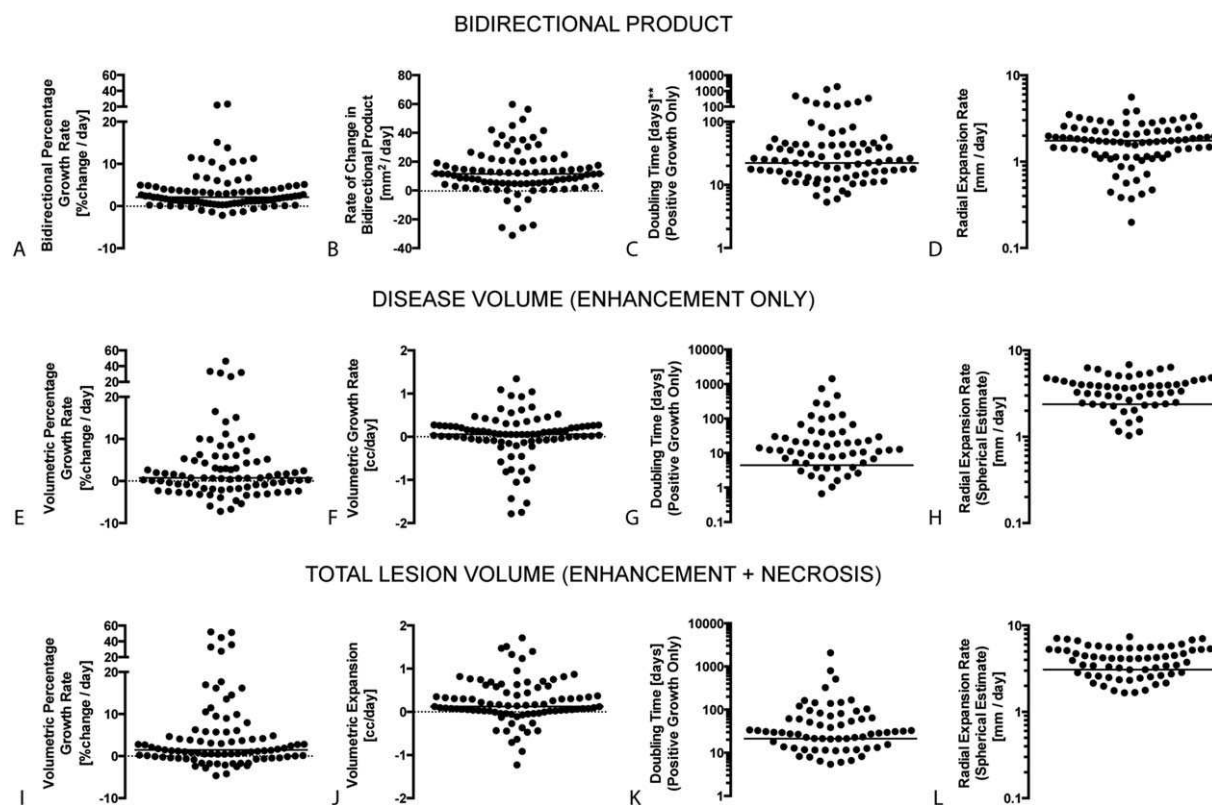 BIDIRECTIONAL PRODUCT
A
Bidirectional Percentage
Growth Rate
[%change / day]
60
40
20
20
10
0
-10
B
Rate of Change in
Bidirectional Product
[mm² / day]
80
60
40
20
0
-20
-40
C
Doubling Time [days]**
(Positive Growth Only)
10000
1000
100
100
10
1
D
Radial Expansion Rate
[mm / day]
10
1
0.1
DISEASE VOLUME (ENHANCEMENT ONLY)
E
Volumetric Percentage
Growth Rate
[%change / day]
60
40
20
20
10
0
-10
F
Volumetric Growth Rate
[cc/day]
2
1
0
-1
-2
G
Doubling Time [days]
(Positive Growth Only)
10000
1000
100
10
1
0.1
H
Radial Expansion Rate
(Spherical Estimate)
[mm / day]
10
1
0.1
TOTAL LESION VOLUME (ENHANCEMENT + NECROSIS)
I
Volumetric Percentage
Growth Rate
[%change / day]
60
40
20
20
10
0
-10
J
Volumetric Expansion
[cc/day]
2
1
0
-1
-2
K
Doubling Time [days]
(Positive Growth Only)
10000
1000
100
10
1
L
Radial Expansion Rate
(Spherical Estimate)
[mm / day]
10
1
0.1